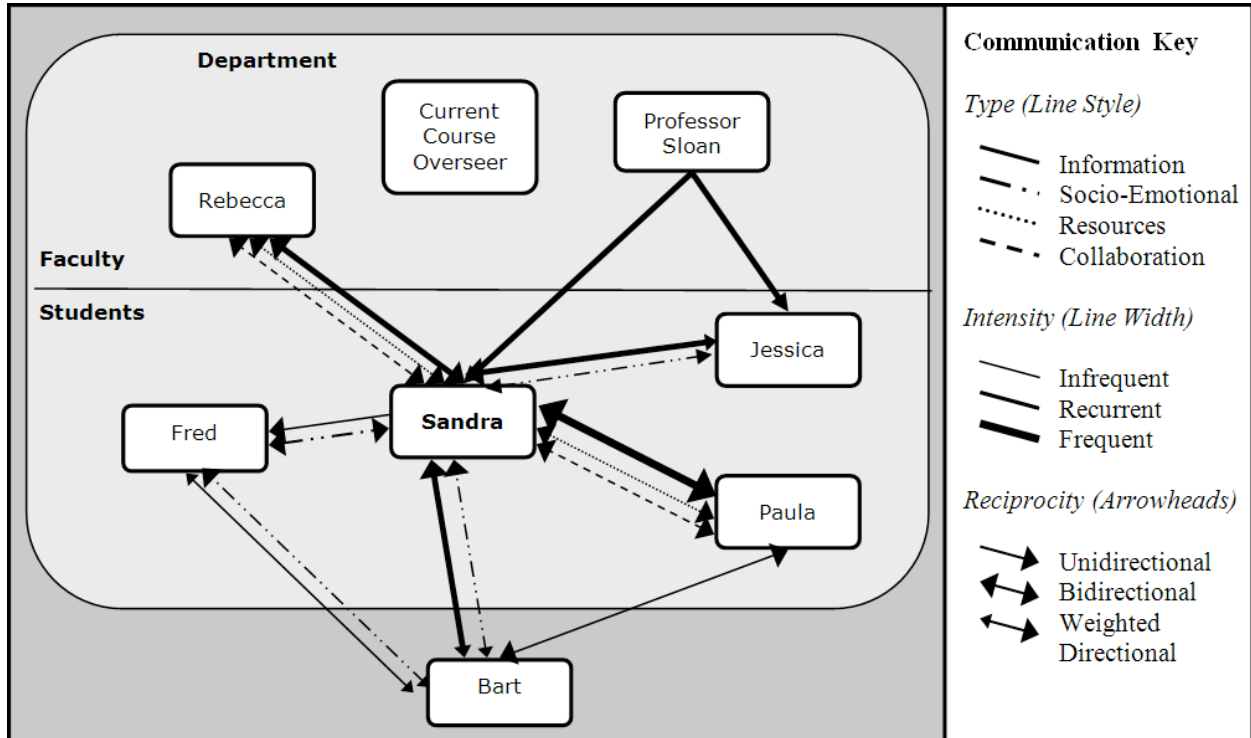 Department
Current
Course
Overseer
Professor
Sloan
Rebecca
Faculty
Students
Jessica
Sandra
Fred
Paula
Bart
Communication Key
Type (Line Style)
Information
Socio-Emotional
Resources
Collaboration
Intensity (Line Width)
Infrequent
Recurrent
Frequent
Reciprocity (Arrowheads)
Unidirectional
Bidirectional
Weighted
Directional